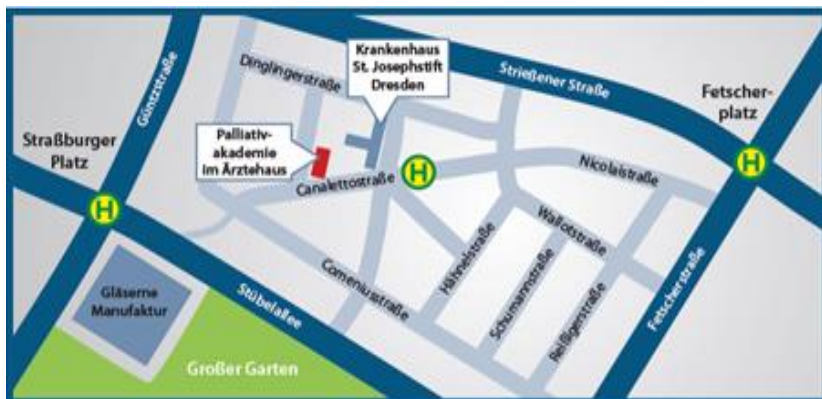 Krankenhaus
St. Josephstift
Dresden
Dinglingerstraße
Güntzstraße
Striesener Straße
Fetscher-
platz
Straßburger
Platz
Palliativ-
akademie
im Ärztehaus
H
H
H
Nicolaistraße
Canalettostraße
Wallotstraße
Hähnelstraße
Schumannstraße
Reißigerstraße
Fetscherstraße
Comeniusstraße
Stübelallee
Gläserne
Manufaktur
Großer Garten